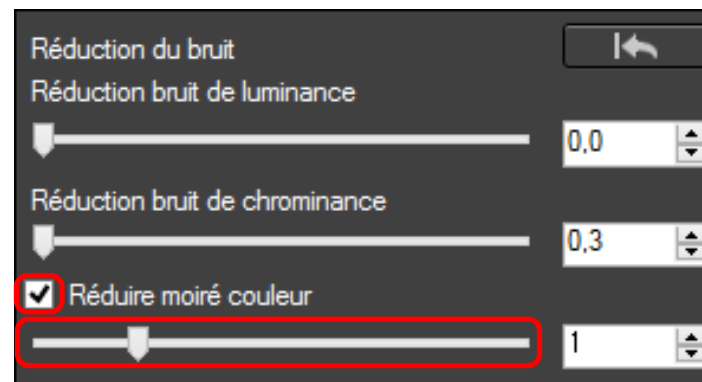 Réduction du bruit
Réduction bruit de luminance
0,0
Réduction bruit de chrominance
0,3
Réduire moiré couleur
1